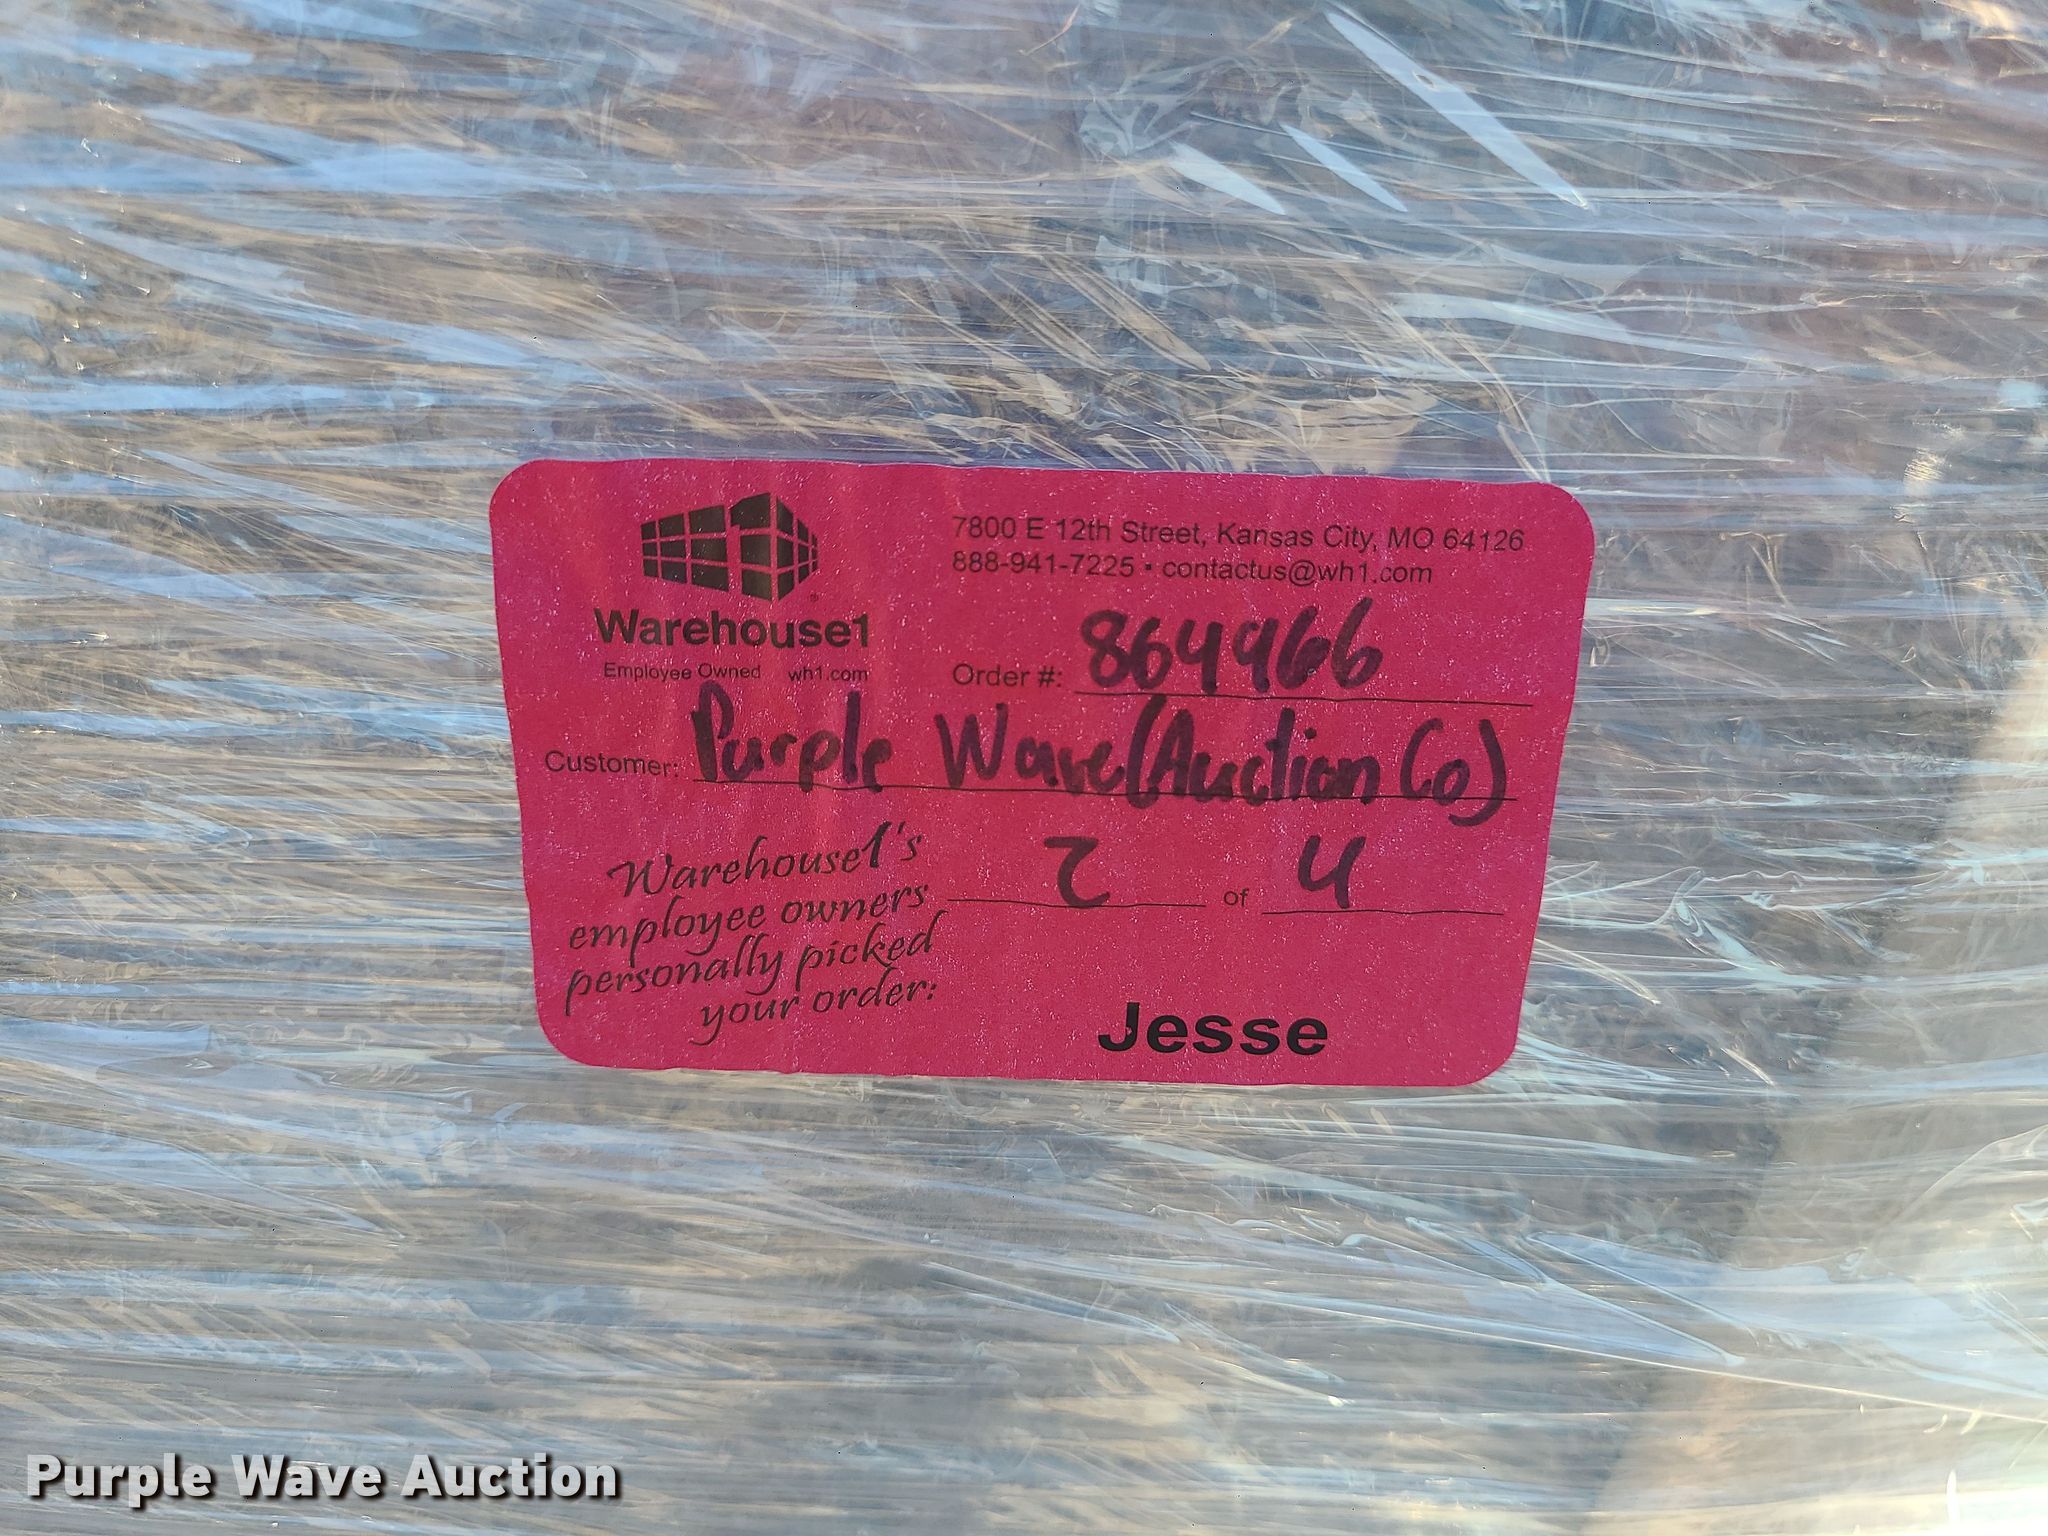 Warehouse1
Employee Owned wh1.com
7800 E 12th Street, Kansas City, MO 64126
888-941-7225 • contactus@wh1.com
Order #: 864966
Customer: Purple Wave (Auction Co)
2 of 4
Warehouse1's
employee owners
personally picked
your order:
Jesse
Purple Wave Auction